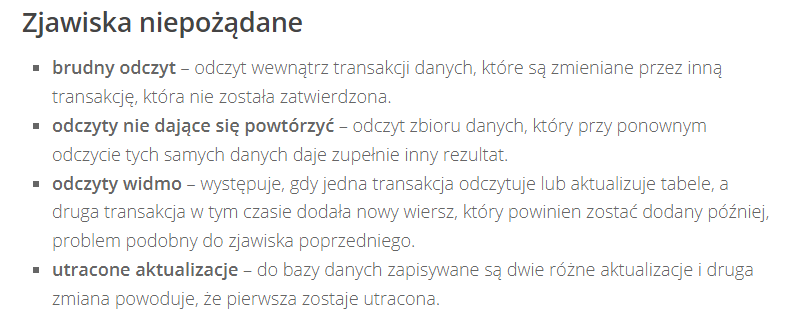 Zjawiska niepożądane
▪ brudny odczyt – odczyt wewnątrz transakcji danych, które są zmieniane przez inną
transakcję, która nie została zatwierdzona.
▪ odczyty nie dające się powtórzyć – odczyt zbioru danych, który przy ponownym
odczycie tych samych danych daje zupełnie inny rezultat.
▪ odczyty widmo – występuje, gdy jedna transakcja odczytuje lub aktualizuje tabele, a
druga transakcja w tym czasie dodała nowy wiersz, który powinien zostać dodany później,
problem podobny do zjawiska poprzedniego.
▪ utracone aktualizacje – do bazy danych zapisywane są dwie różne aktualizacje i druga
zmiana powoduje, że pierwsza zostaje utracona.